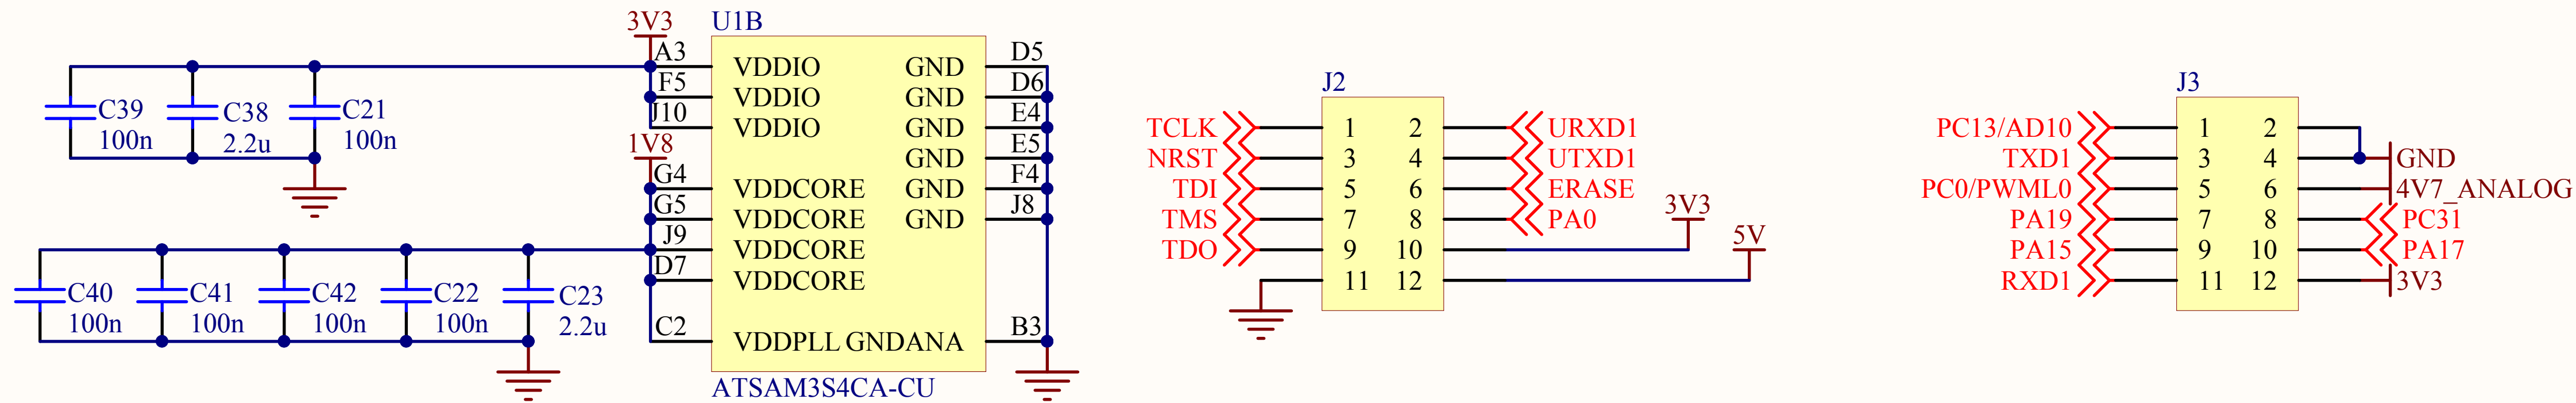 3V3
A3
F5
J10
1V8
G4
G5
J9
D7
C2
C39
100n
C38
2.2u
C21
100n
C40
100n
C41
100n
C42
100n
C22
100n
C23
2.2u
U1B
VDDIO GND
VDDIO GND
VDDIO GND
GND
VDDCORE GND
VDDCORE GND
VDDCORE
VDDCORE
VDDPLL GNDANA
ATSAM3S4CA-CU
D5
D6
E4
E5
F4
J8
B3
J2
TCLK 1 2 URXD1
NRST 3 4 UTXD1
TDI 5 6 ERASE
TMS 7 8 PA0
TDO 9 10
11 12
3V3
5V
J3
PC13/AD10 1 2
TXD1 3 4 GND
PC0/PWML0 5 6 4V7_ANALOG
PA19 7 8 PC31
PA15 9 10 PA17
RXD1 11 12 3V3